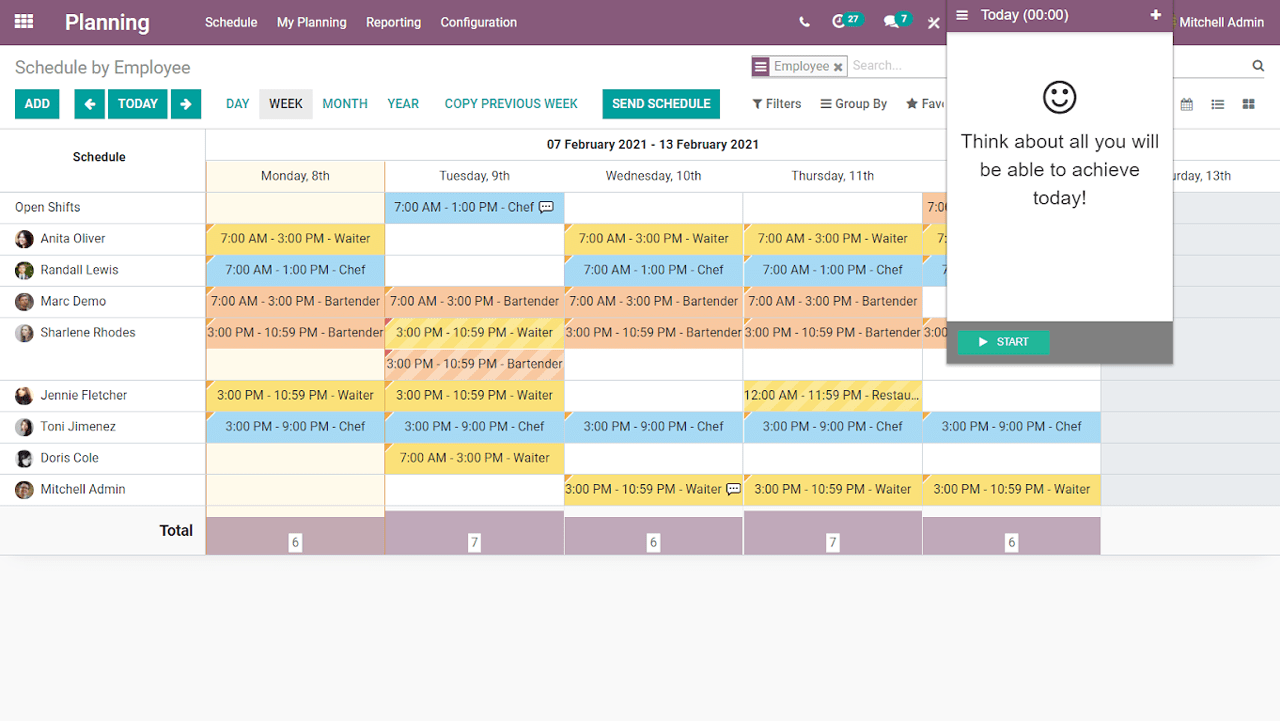 Planning Schedule My Planning Reporting Configuration 27 7 Today (00:00) Mitchell Admin
Schedule by Employee Employee Search...
ADD TODAY DAY WEEK MONTH YEAR COPY PREVIOUS WEEK SEND SCHEDULE Filters Group By
Think about all you will
be able to achieve
today!
START
Schedule 07 February 2021 - 13 February 2021
Monday, 8th Tuesday, 9th Wednesday, 10th Thursday, 11th 13th
Open Shifts 7:00 AM - 1:00 PM - Chef
Anita Oliver 7:00 AM - 3:00 PM - Waiter 7:00 AM - 3:00 PM - Waiter 7:00 AM - 3:00 PM - Waiter
Randall Lewis 7:00 AM - 1:00 PM - Chef 7:00 AM - 1:00 PM - Chef 7:00 AM - 1:00 PM - Chef
Marc Demo 7:00 AM - 3:00 PM - Bartender 7:00 AM - 3:00 PM - Bartender 7:00 AM - 3:00 PM - Bartender 7:00 AM - 3:00 PM - Bartender
Sharlene Rhodes 3:00 PM - 10:59 PM - Bartender 3:00 PM - 10:59 PM - Waiter 3:00 PM - 10:59 PM - Bartender 3:00 PM - 10:59 PM - Bartender 3:00
3:00 PM - 10:59 PM - Bartender
Jennie Fletcher 3:00 PM - 10:59 PM - Waiter 3:00 PM - 10:59 PM - Waiter 12:00 AM - 11:59 PM - Restau...
Toni Jimenez 3:00 PM - 9:00 PM - Chef 3:00 PM - 9:00 PM - Chef 3:00 PM - 9:00 PM - Chef 3:00 PM - 9:00 PM - Chef 3:00 PM - 9:00 PM - Chef
Doris Cole 7:00 AM - 3:00 PM - Waiter
Mitchell Admin 3:00 PM - 10:59 PM - Waiter 3:00 PM - 10:59 PM - Waiter 3:00 PM - 10:59 PM - Waiter
Total 6 7 6 7 6